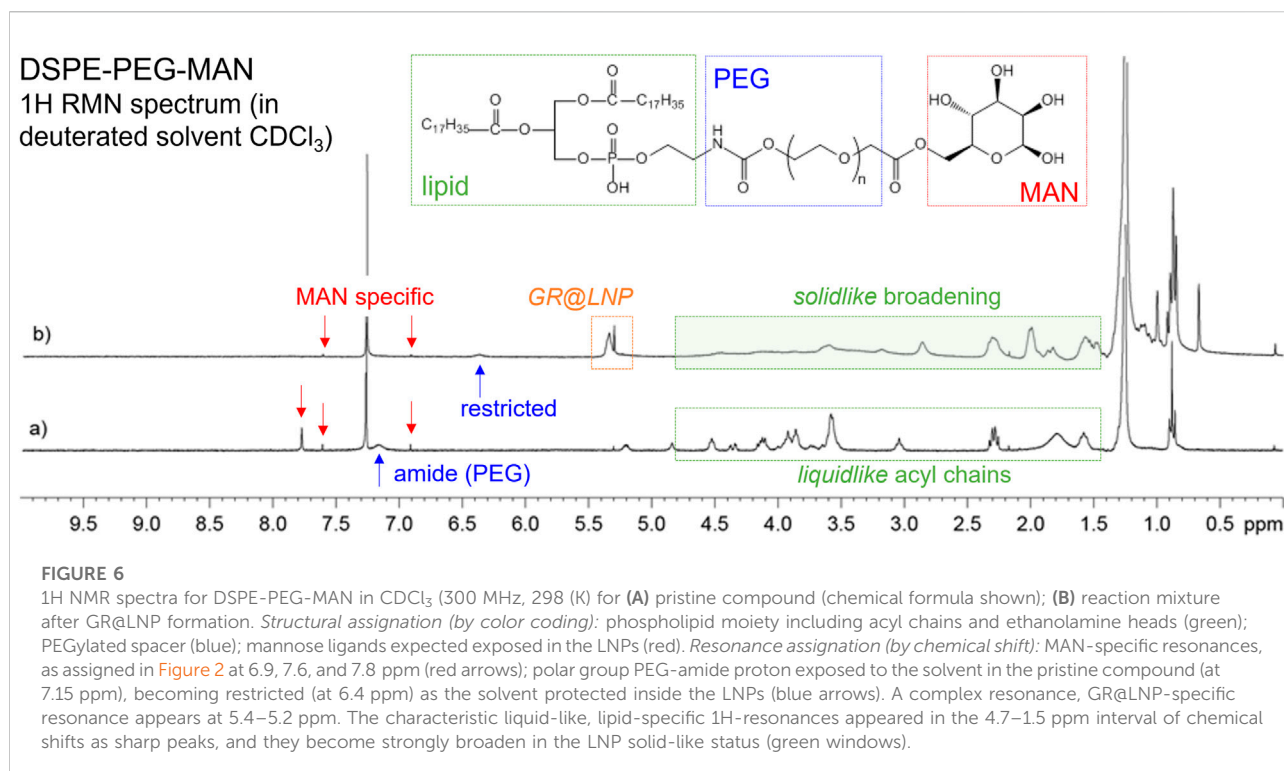 DSPE-PEG-MAN
1H RMN spectrum (in
deuterated solvent CDCl₃)
PEG
O
C₁₇H₃₅
O
C₁₇H₃₅
O
O
O
O
P
O
OH
N
H
O
O
O
n
O
O
OH
HO
OH
HO
O
OH
lipid
MAN
MAN specific
GR@LNP
solidlike broadening
b)
restricted
a)
amide (PEG)
liquidlike acyl chains
9.5 9.0 8.5 8.0 7.5 7.0 6.5 6.0 5.5 5.0 4.5 4.0 3.5 3.0 2.5 2.0 1.5 1.0 0.5 ppm
FIGURE 6
1H NMR spectra for DSPE-PEG-MAN in CDCl₃ (300 MHz, 298 (K) for (A) pristine compound (chemical formula shown); (B) reaction mixture
after GR@LNP formation. Structural assignation (by color coding): phospholipid moiety including acyl chains and ethanolamine heads (green);
PEGylated spacer (blue); mannose ligands expected exposed in the LNPs (red). Resonance assignation (by chemical shift): MAN-specific resonances,
as assigned in Figure 2 at 6.9, 7.6, and 7.8 ppm (red arrows); polar group PEG-amide proton exposed to the solvent in the pristine compound (at
7.15 ppm), becoming restricted (at 6.4 ppm) as the solvent protected inside the LNPs (blue arrows). A complex resonance, GR@LNP-specific
resonance appears at 5.4–5.2 ppm. The characteristic liquid-like, lipid-specific 1H-resonances appeared in the 4.7–1.5 ppm interval of chemical
shifts as sharp peaks, and they become strongly broaden in the LNP solid-like status (green windows).